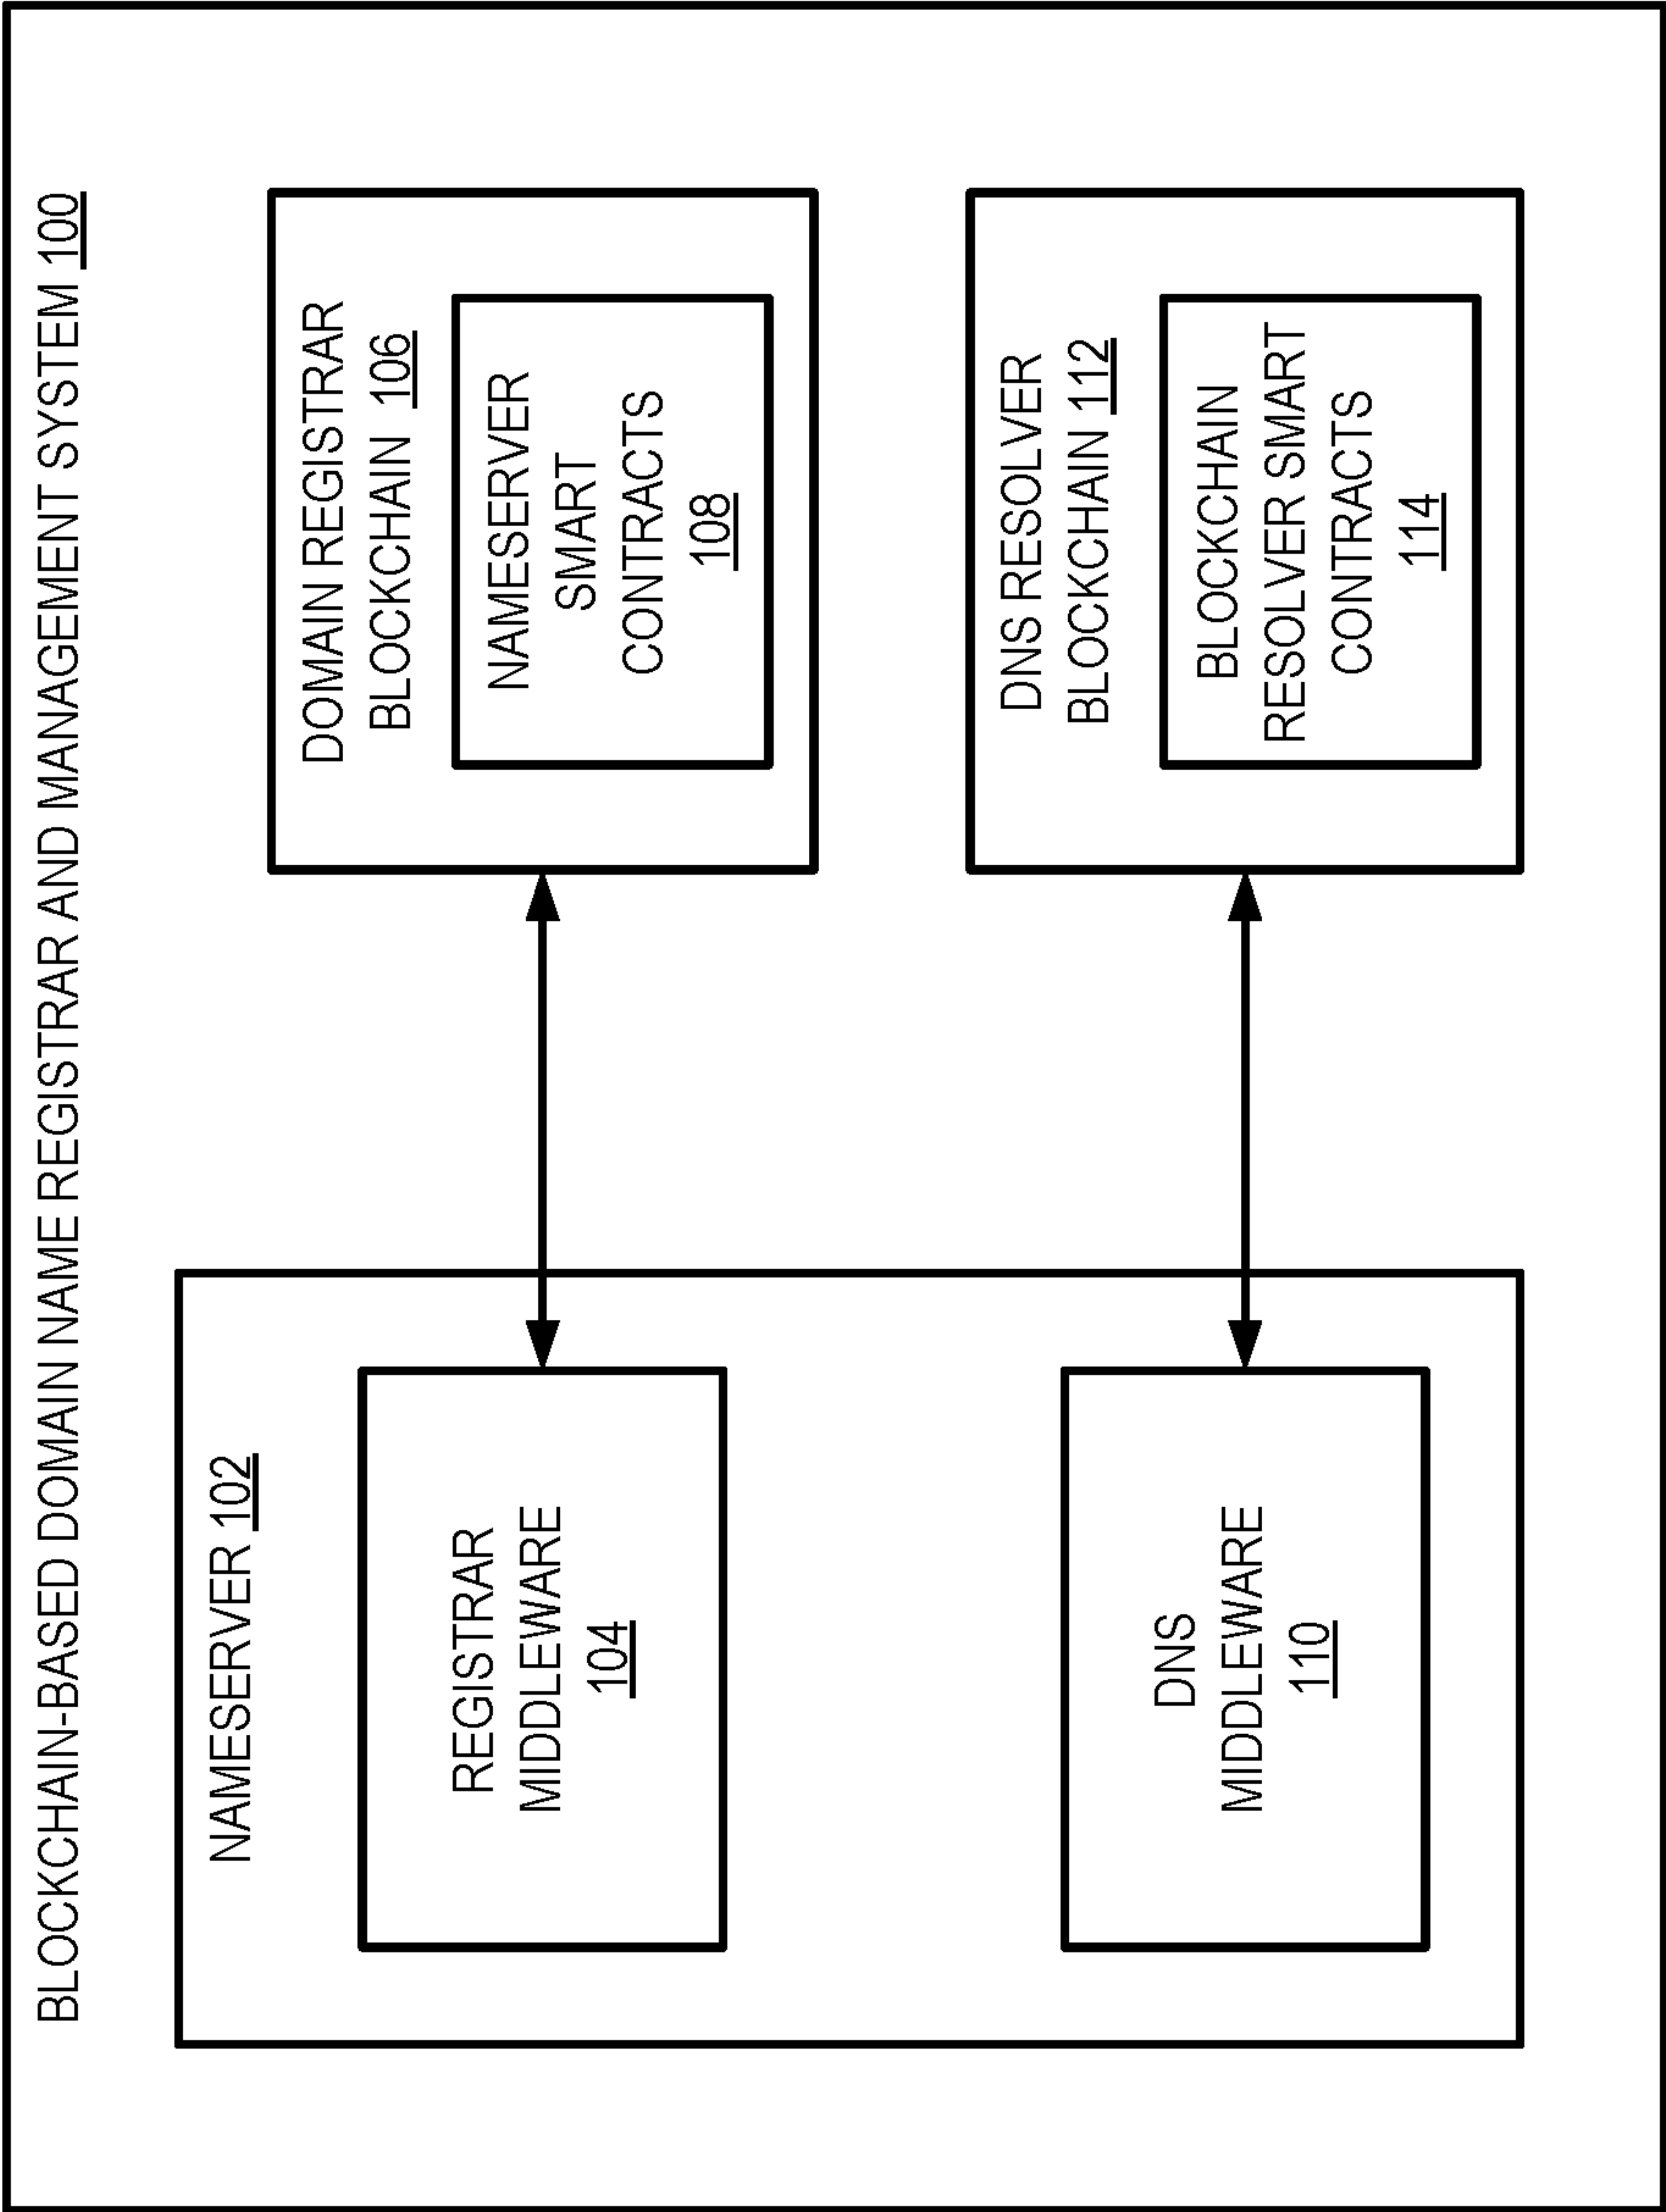 BLOCKCHAIN-BASED DOMAIN NAME REGISTRAR AND MANAGEMENT SYSTEM 100
NAMESERVER 102
REGISTRAR
MIDDLEWARE
104
DNS
MIDDLEWARE
110
DOMAIN REGISTRAR
BLOCKCHAIN 106
NAMESERVER
SMART
CONTRACTS
108
DNS RESOLVER
BLOCKCHAIN 112
BLOCKCHAIN
RESOLVER SMART
CONTRACTS
114